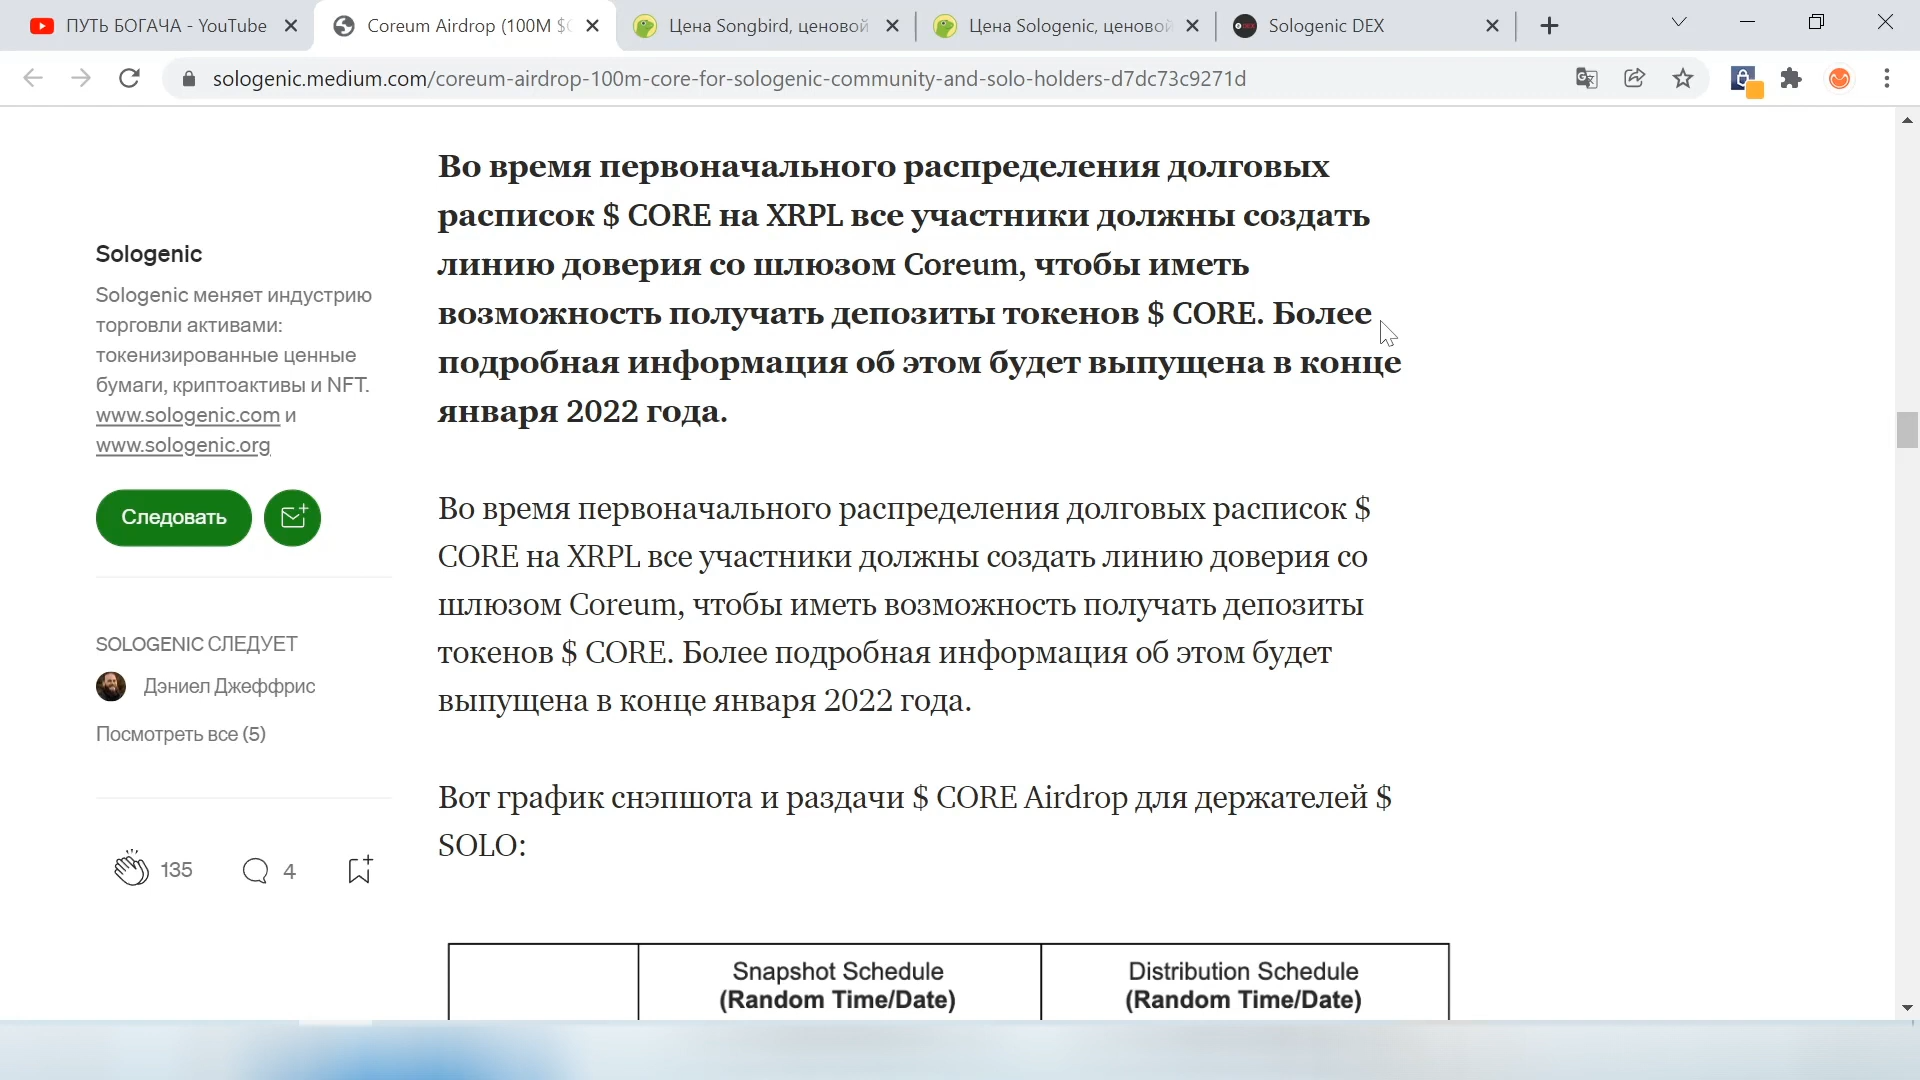 ПУТЬ БОГАЧА - YouTube
Coreum Airdrop (100M $C
Цена Songbird, ценовой
Цена Sologenic, ценовой
Sologenic DEX
sologenic.medium.com/coreum-airdrop-100m-core-for-sologenic-community-and-solo-holders-d7dc73c9271d
Sologenic
Sologenic меняет индустрию
торговли активами:
токенизированные ценные
бумаги, криптоактивы и NFT.
www.sologenic.com и
www.sologenic.org
Следовать
SOLOGENIC СЛЕДУЕТ
Дэниел Джеффрис
Посмотреть все (5)
135
4
Во время первоначального распределения долговых
расписок $ CORE на XRPL все участники должны создать
линию доверия со шлюзом Coreum, чтобы иметь
возможность получать депозиты токенов $ CORE. Более
подробная информация об этом будет выпущена в конце
января 2022 года.
Во время первоначального распределения долговых расписок $
CORE на XRPL все участники должны создать линию доверия со
шлюзом Coreum, чтобы иметь возможность получать депозиты
токенов $ CORE. Более подробная информация об этом будет
выпущена в конце января 2022 года.
Вот график снэпшота и раздачи $ CORE Airdrop для держателей $
SOLO:
Snapshot Schedule
(Random Time/Date)
Distribution Schedule
(Random Time/Date)